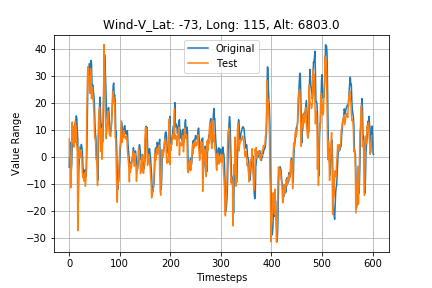 Wind-V_Lat: -73, Long: 115, Alt: 6803.0
Original
Test
Value Range
40
30
20
10
0
−10
−20
−30
0 100 200 300 400 500 600
Timesteps